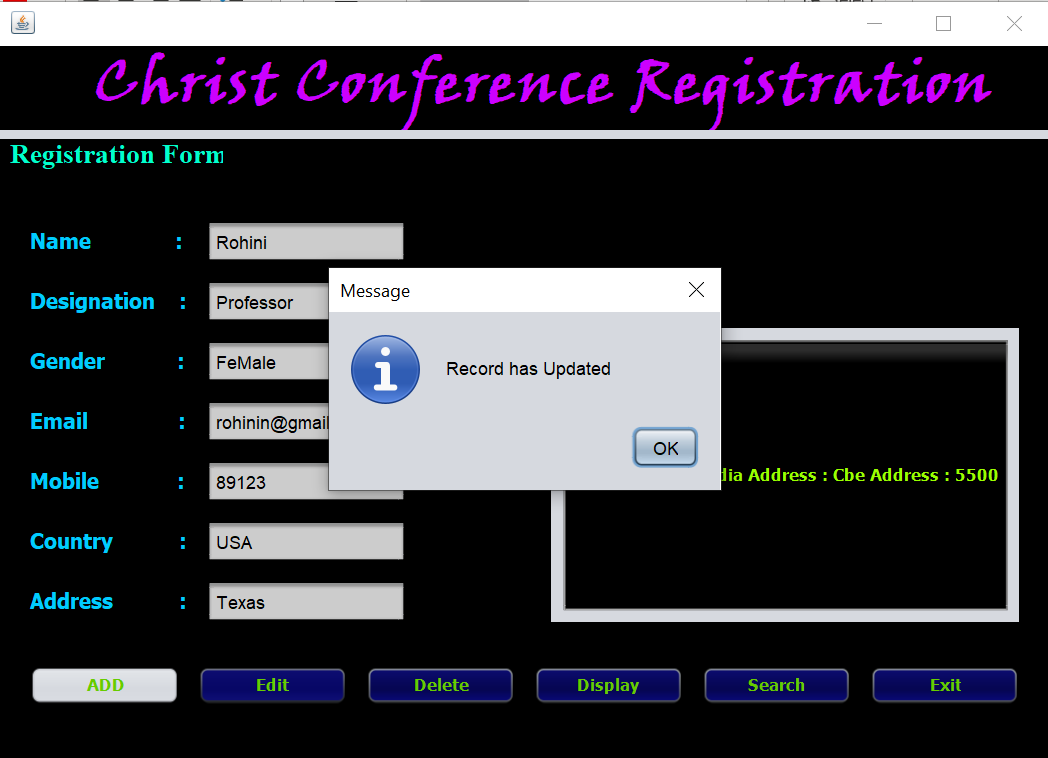 Christ Conference Registration
Registration Form
Name : Rohini
Designation : Professor
Gender : FeMale
Email : rohinin@gmail
Mobile : 89123
Country : USA
Address : Texas
Message
Record has Updated
OK
Address : Cbe Address : 5500
ADD Edit Delete Display Search Exit